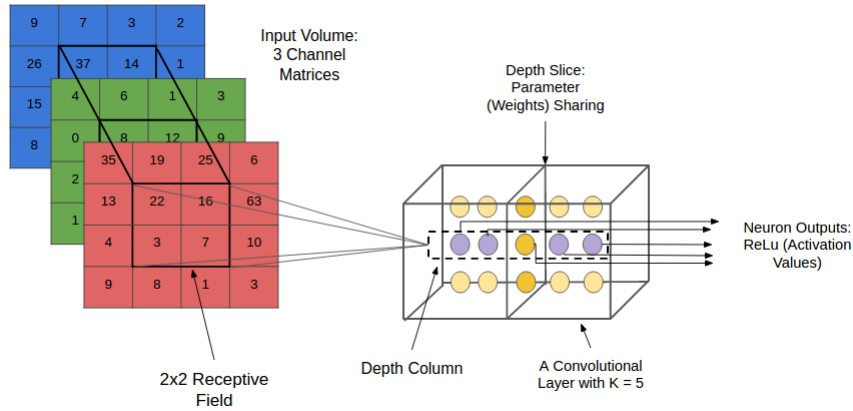 9 7 3 2
26 37 14 1
15
8
4 6 1 3
0 8 12 9
2
1
35 19 25 6
13 22 16 63
4 3 7 10
9 8 1 3
Input Volume:
3 Channel
Matrices
2x2 Receptive
Field
Depth Slice:
Parameter
(Weights) Sharing
Depth Column
A Convolutional
Layer with K = 5
Neuron Outputs:
ReLu (Activation
Values)